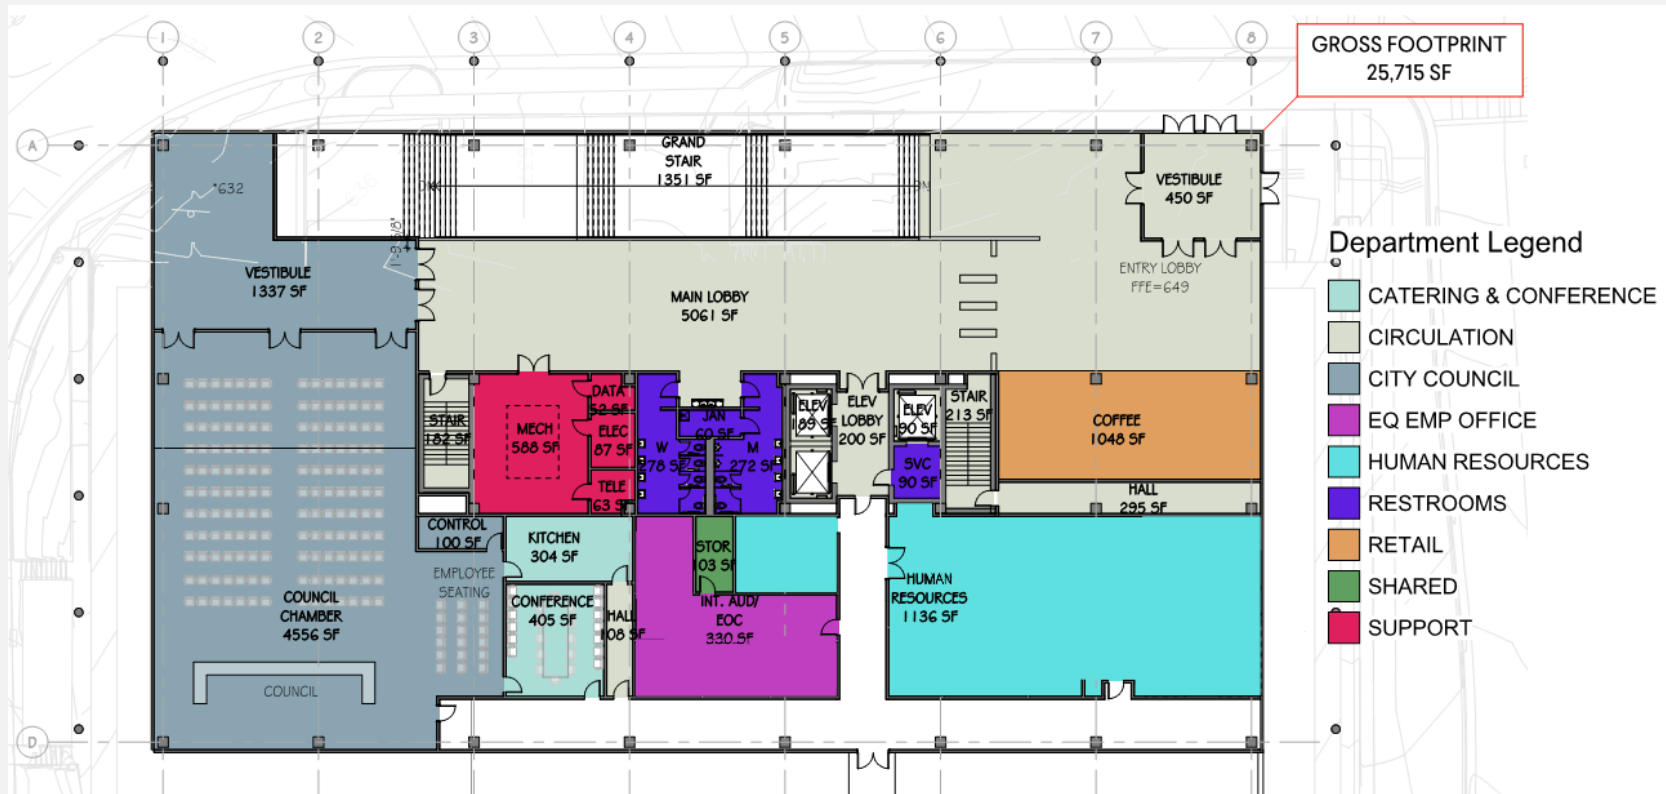 1
2
3
4
5
6
7
8
GROSS FOOTPRINT
25,715 SF
A
GRAND
STAIR
1351 SF
DN
DN
*632
1'-9 5/8"
VESTIBULE
450 SF
VESTIBULE
1337 SF
ENTRY LOBBY
FFE=649
MAIN LOBBY
5061 SF
Department Legend
CATERING & CONFERENCE
CIRCULATION
CITY COUNCIL
EQ EMP OFFICE
HUMAN RESOURCES
RESTROOMS
RETAIL
SHARED
SUPPORT
STAIR
182 SF
MECH
588 SF
DATA
52 SF
ELEC
87 SF
TELE
63 SF
W
278 SF
JAN
60 SF
M
272 SF
ELEV
189 SF
ELEV
LOBBY
200 SF
ELEV
90 SF
SVC
90 SF
STAIR
213 SF
COFFEE
1048 SF
HALL
295 SF
CONTROL
100 SF
KITCHEN
304 SF
EMPLOYEE
SEATING
CONFERENCE
405 SF
HALL
108 SF
STOR
103 SF
INT. AUD/
EOC
330 SF
HUMAN
RESOURCES
1136 SF
COUNCIL
CHAMBER
4556 SF
COUNCIL
D